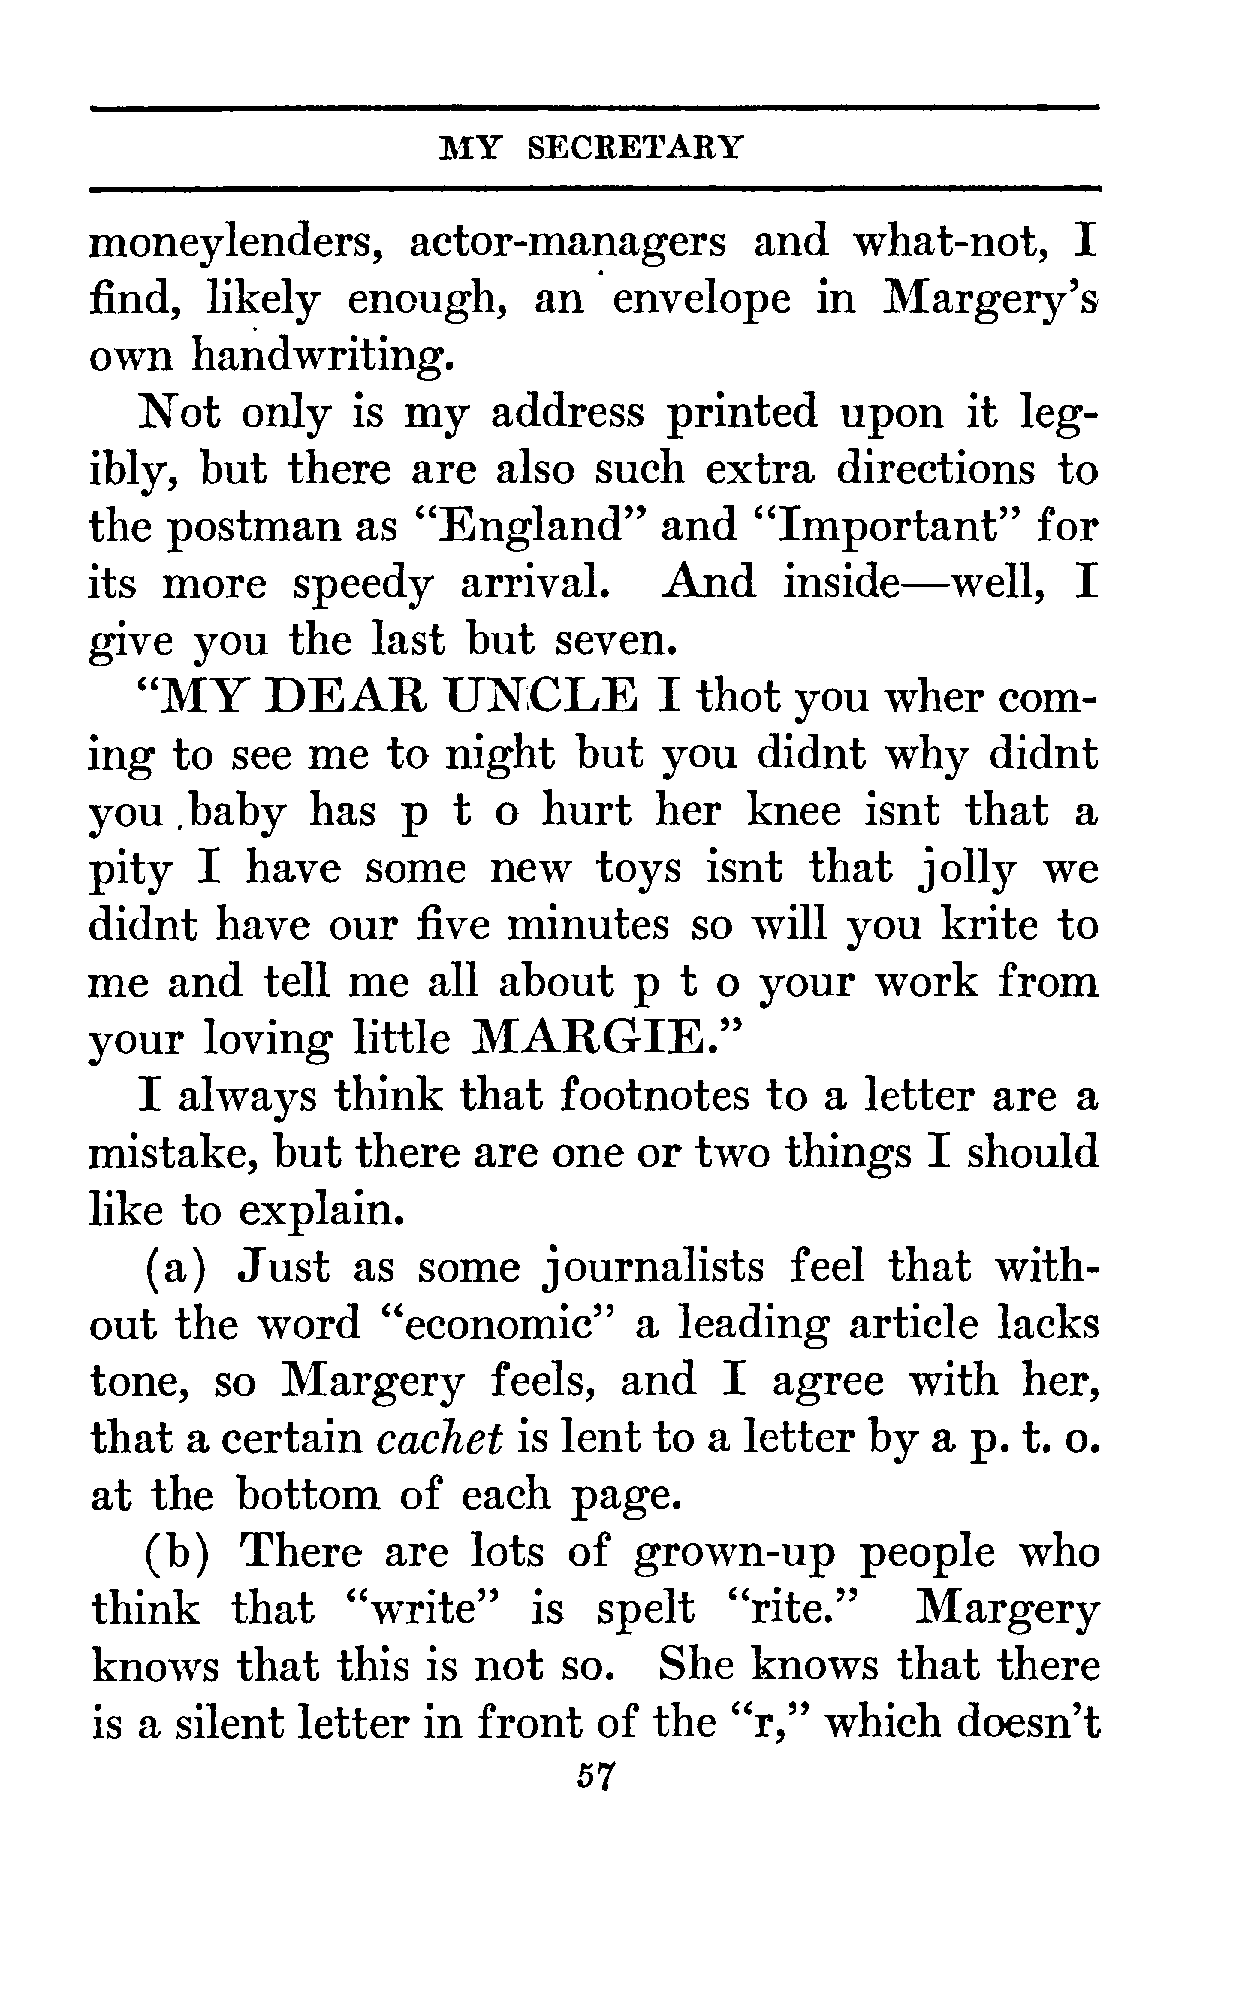 MY SECRETARY
moneylenders, actor-managers and what-not, I
find, likely enough, an envelope in Margery's
own handwriting.
Not only is my address printed upon it leg-
ibly, but there are also such extra directions to
the postman as “England” and “Important” for
its more speedy arrival. And inside—well, I
give you the last but seven.
“MY DEAR UNCLE I thot you wher com-
ing to see me to night but you didnt why didnt
you baby has p t o hurt her knee isnt that a
pity I have some new toys isnt that jolly we
didnt have our five minutes so will you krite to
me and tell me all about p t o your work from
your loving little MARGIE.”
I always think that footnotes to a letter are a
mistake, but there are one or two things I should
like to explain.
(a) Just as some journalists feel that with-
out the word “economic” a leading article lacks
tone, so Margery feels, and I agree with her,
that a certain cachet is lent to a letter by a p. t. o.
at the bottom of each page.
(b) There are lots of grown-up people who
think that “write” is spelt “rite.” Margery
knows that this is not so. She knows that there
is a silent letter in front of the “r,” which doesn't
57